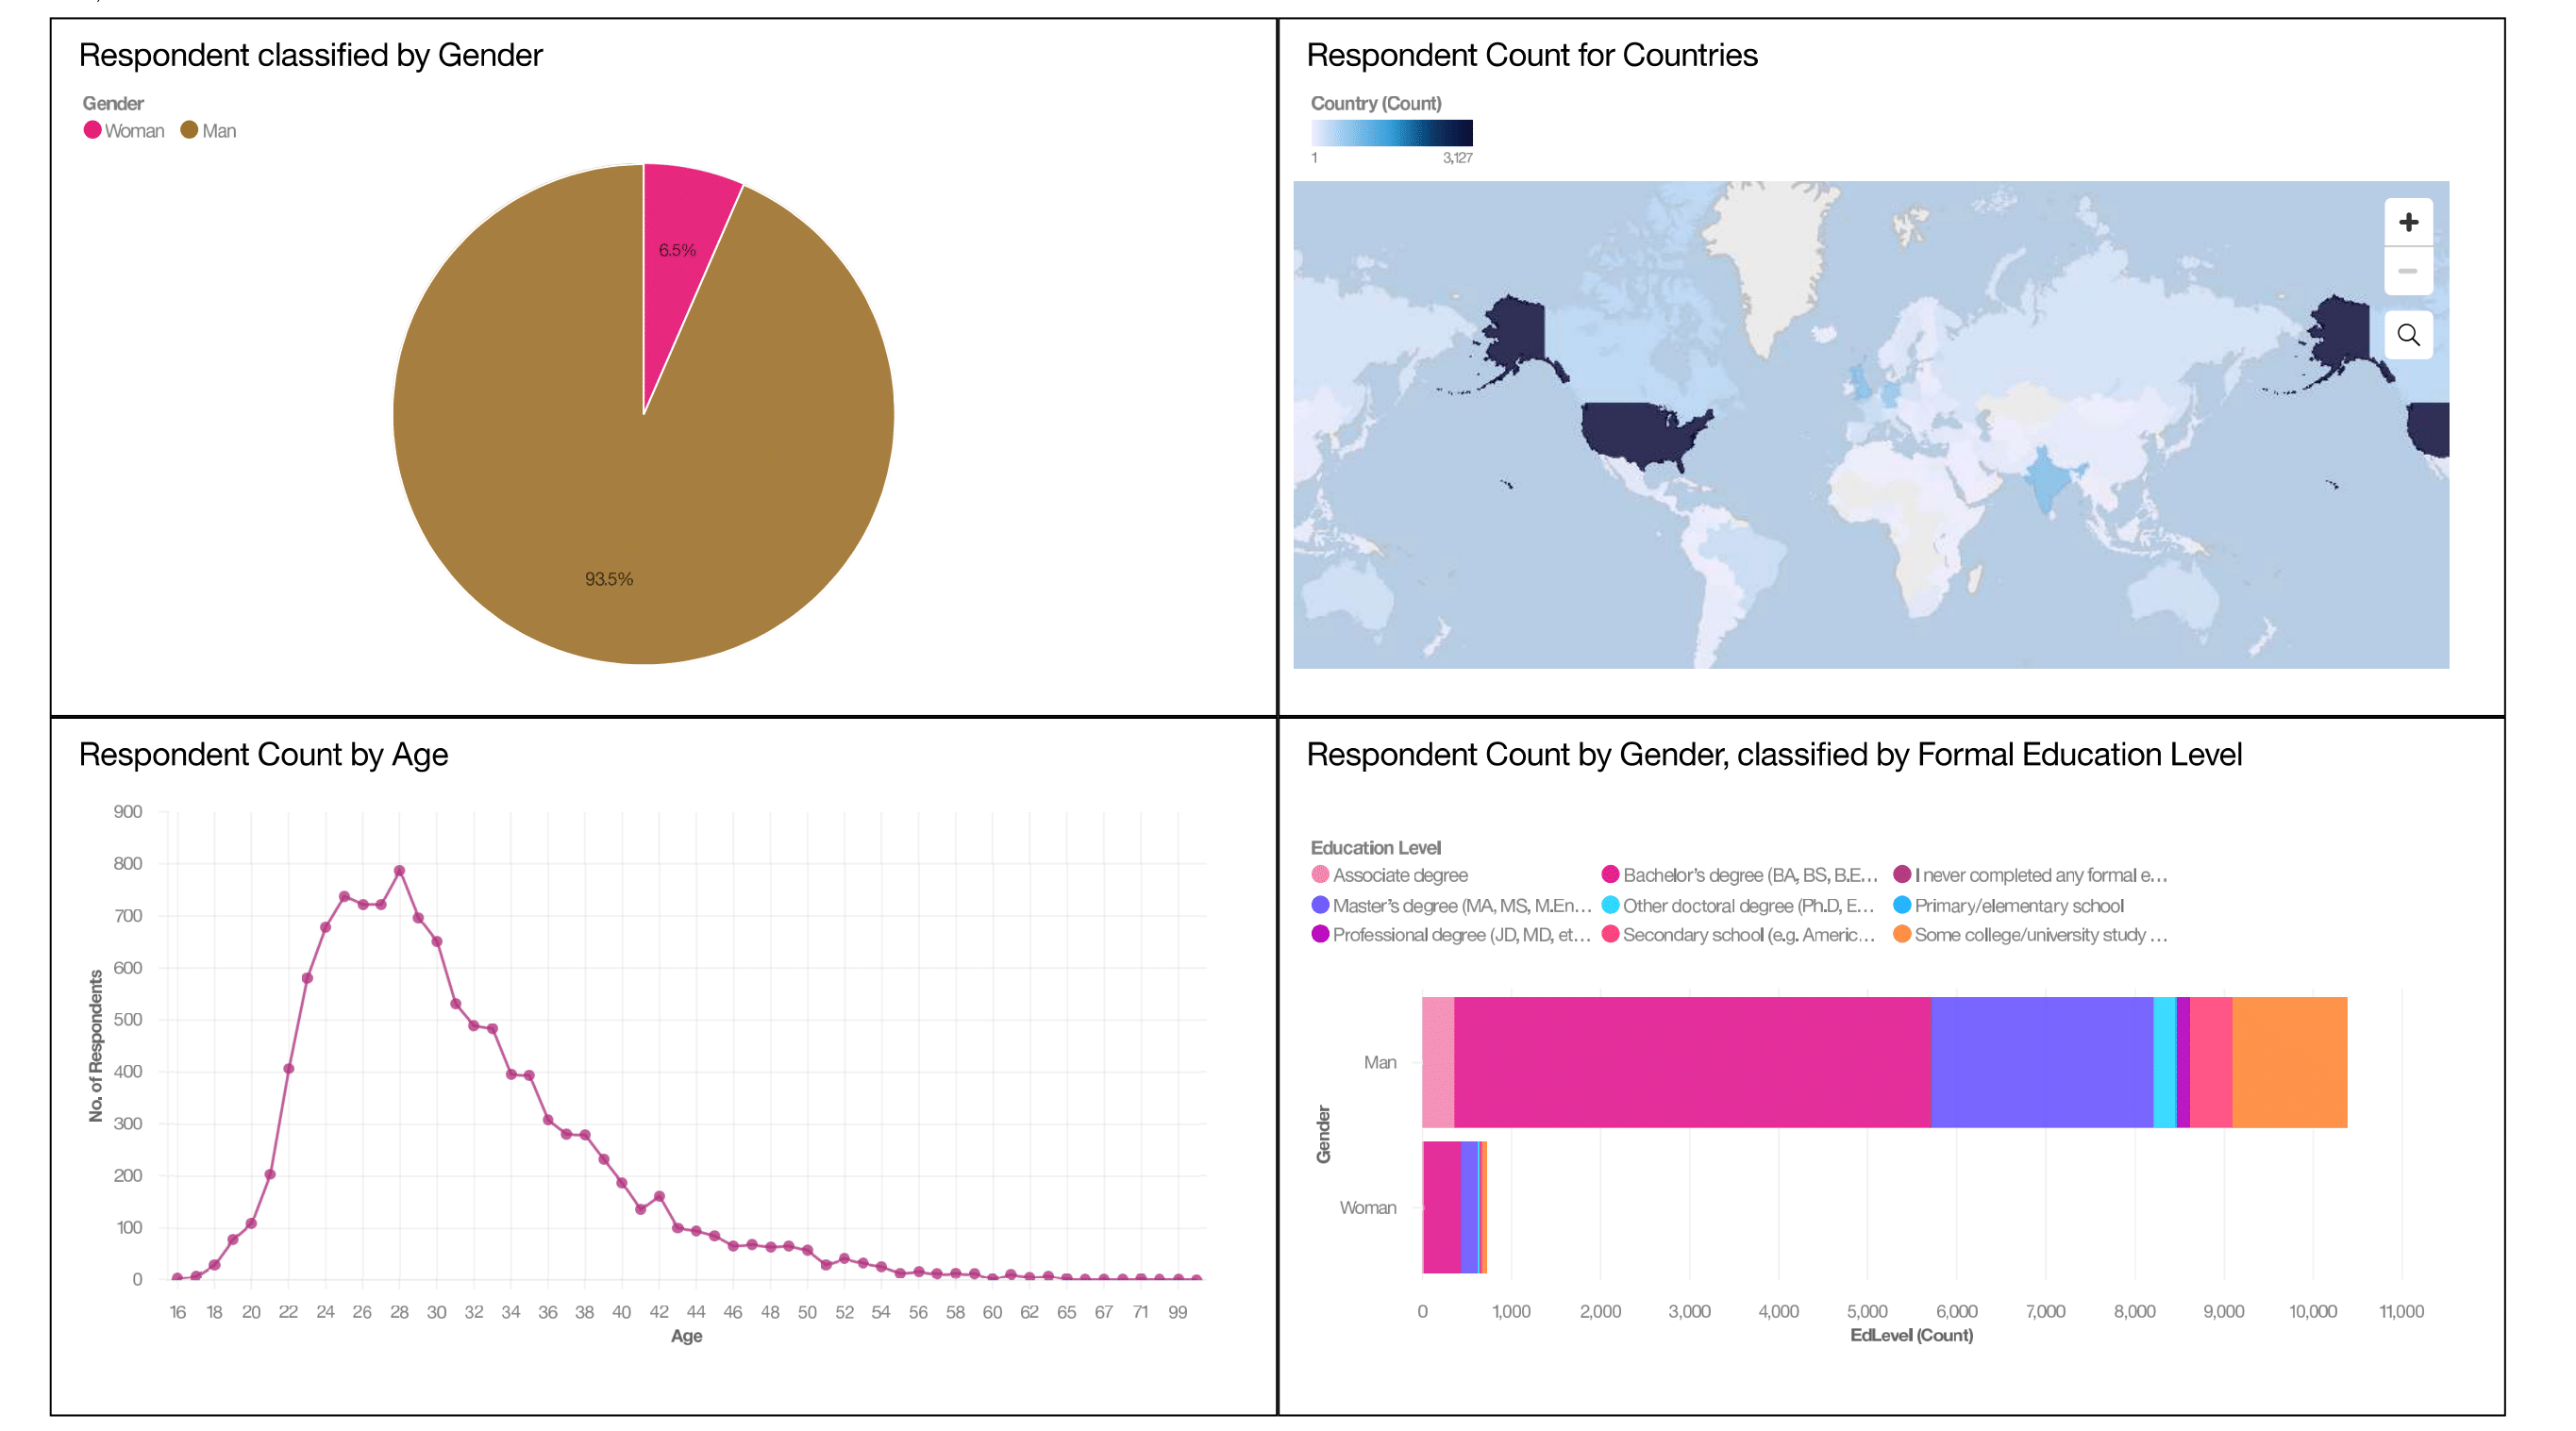 Respondent classified by Gender
Gender
Woman Man
6.5%
93.5%
Respondent Count for Countries
Country (Count)
1 3,127
+
−
Respondent Count by Age
900
800
700
600
500
400
300
200
100
0
No. of Respondents
16 18 20 22 24 26 28 30 32 34 36 38 40 42 44 46 48 50 52 54 56 58 60 62 65 67 71 99
Age
Respondent Count by Gender, classified by Formal Education Level
Education Level
Associate degree Bachelor's degree (BA, BS, B.E... I never completed any formal e...
Master's degree (MA, MS, M.En... Other doctoral degree (Ph.D, E... Primary/elementary school
Professional degree (JD, MD, et... Secondary school (e.g. Americ... Some college/university study ...
Man
Woman
Gender
0 1,000 2,000 3,000 4,000 5,000 6,000 7,000 8,000 9,000 10,000 11,000
EdLevel (Count)